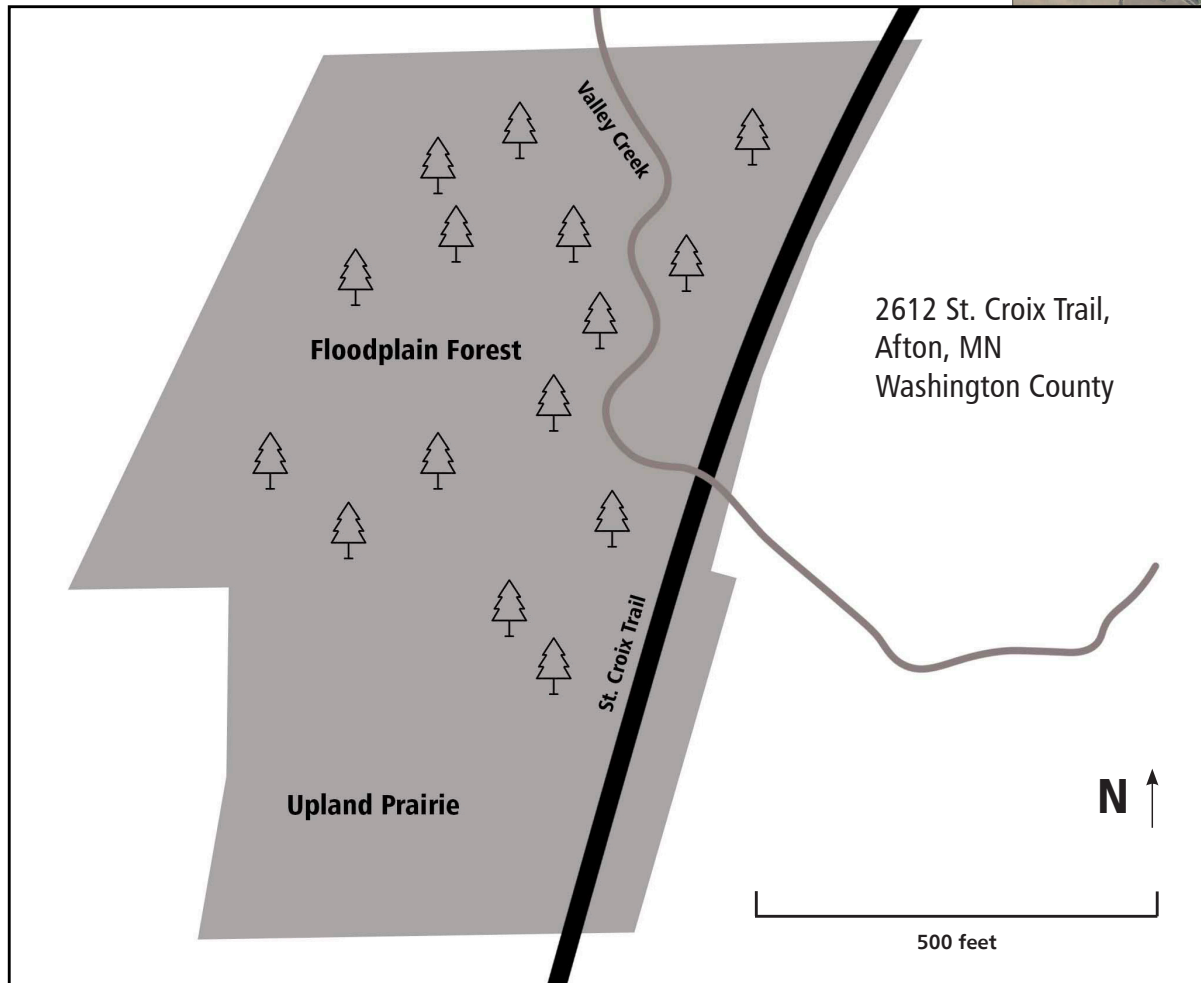 Valley Creek
2612 St. Croix Trail,
Afton, MN
Washington County
Floodplain Forest
St. Croix Trail
Upland Prairie
N
500 feet